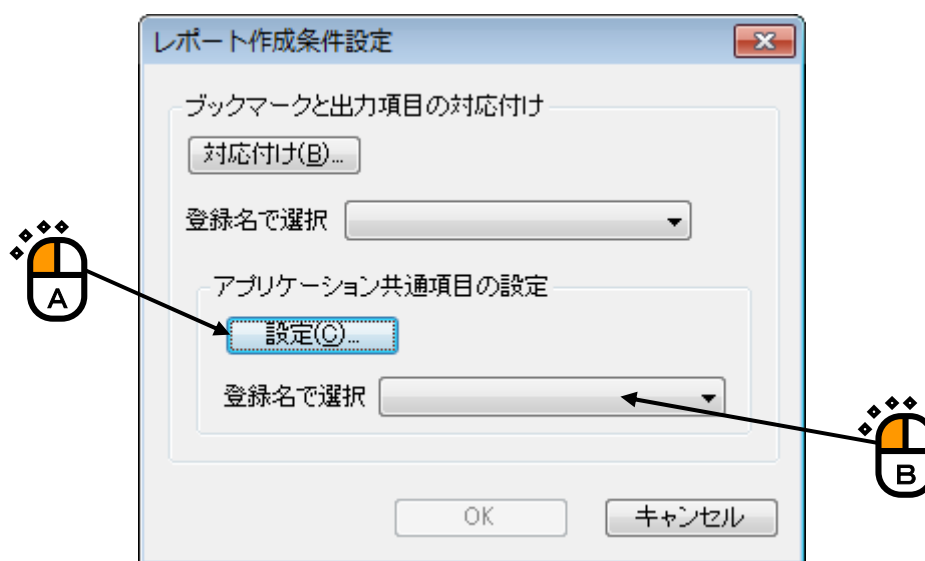 レポート作成条件設定
ブックマークと出力項目の対応付け
対応付け(B)...
登録名で選択
アプリケーション共通項目の設定
A
設定(C)...
登録名で選択
B
OK
キャンセル